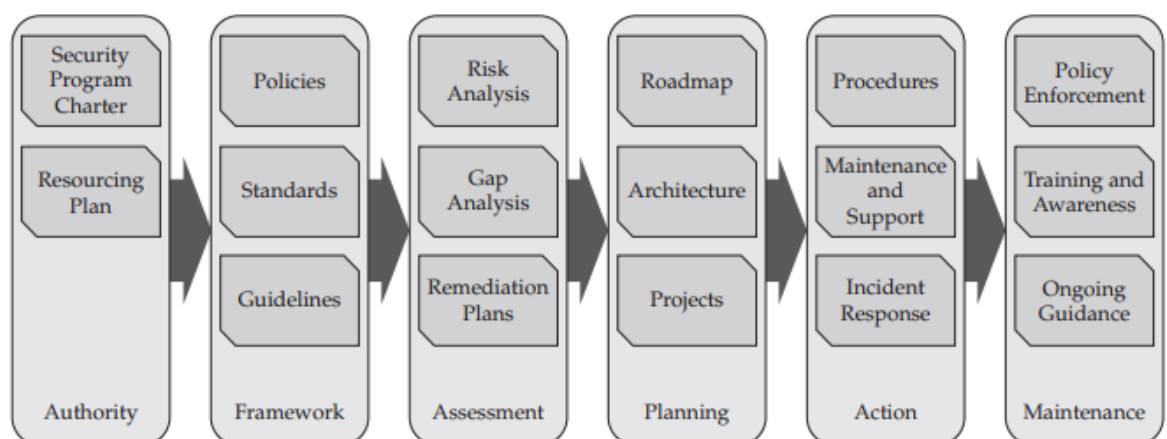 Security
Program
Charter
Resourcing
Plan
Authority
Policies
Standards
Guidelines
Framework
Risk
Analysis
Gap
Analysis
Remediation
Plans
Assessment
Roadmap
Architecture
Projects
Planning
Procedures
Maintenance
and
Support
Incident
Response
Action
Policy
Enforcement
Training and
Awareness
Ongoing
Guidance
Maintenance